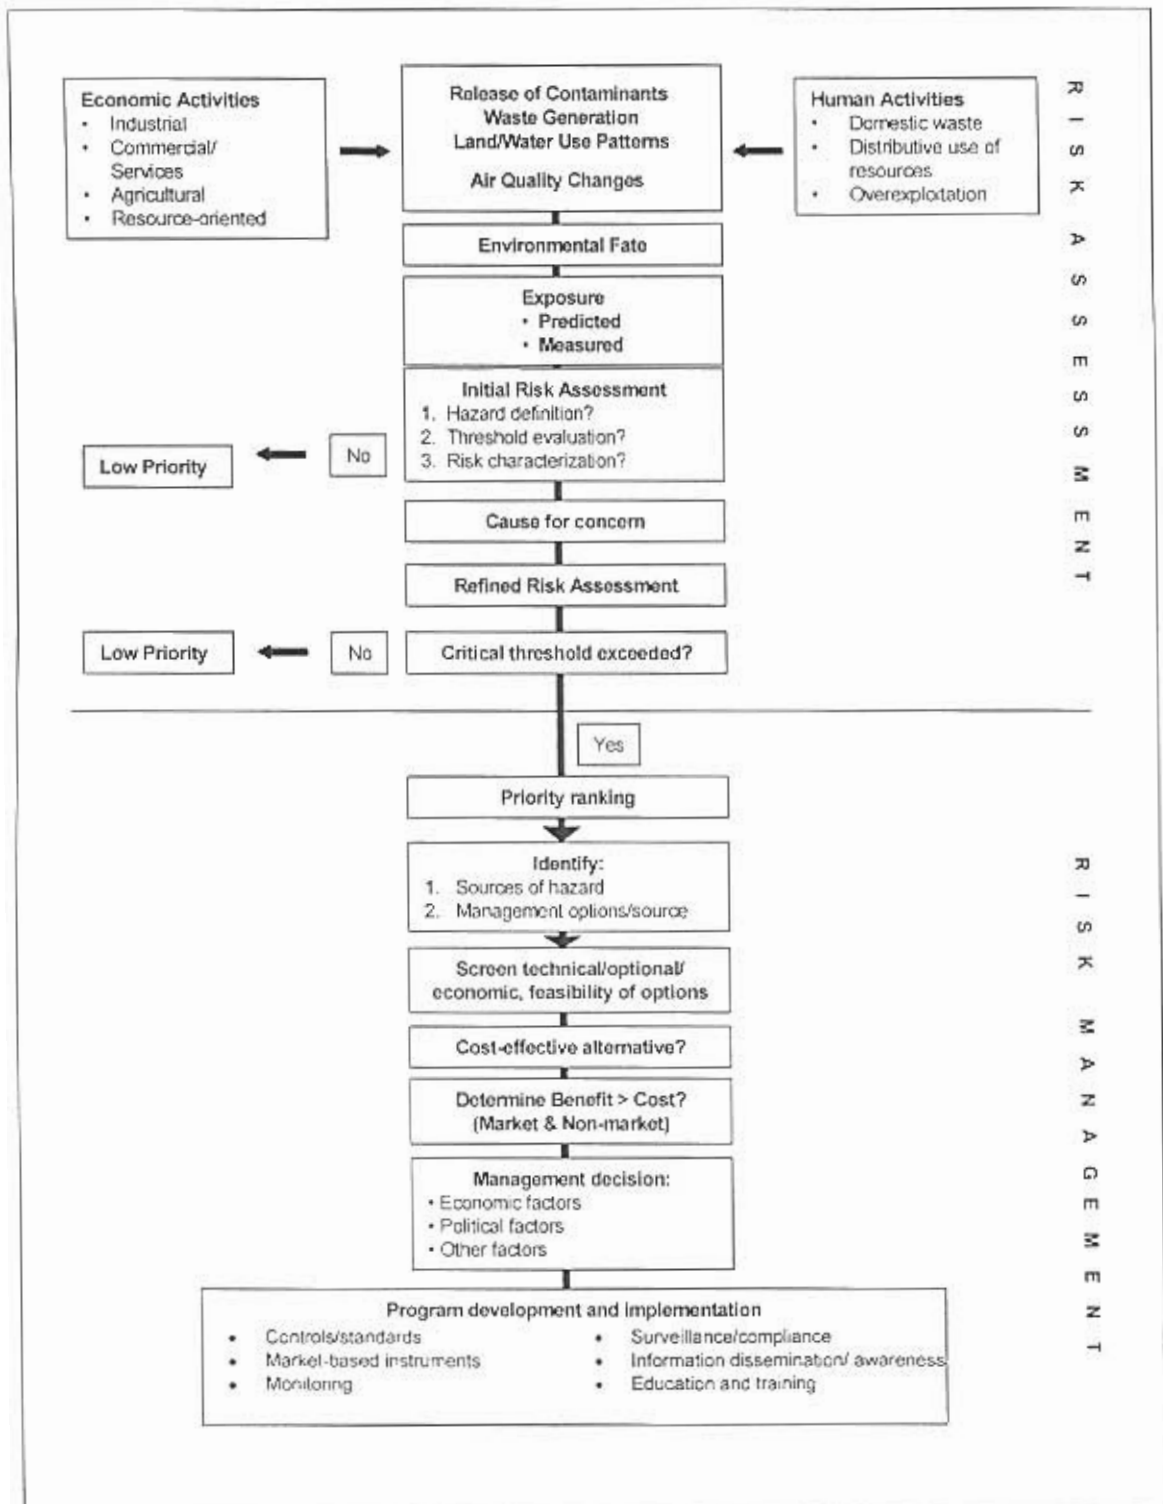 Economic Activities
• Industrial
• Commercial/
Services
• Agricultural
• Resource-oriented
Release of Contaminants
Waste Generation
Land/Water Use Patterns
Air Quality Changes
Human Activities
• Domestic waste
• Distributive use of
resources
• Overexploitation
RISK ASSESSMENT
Environmental Fate
Exposure
• Predicted
• Measured
Initial Risk Assessment
1. Hazard definition?
2. Threshold evaluation?
3. Risk characterization?
No
Low Priority
Cause for concern
Refined Risk Assessment
Critical threshold exceeded?
No
Low Priority
Yes
Priority ranking
Identify:
1. Sources of hazard
2. Management options/source
Screen technical/optional/
economic, feasibility of options
Cost-effective alternative?
Determine Benefit > Cost?
(Market & Non-market)
Management decision:
• Economic factors
• Political factors
• Other factors
RISK MANAGEMENT
Program development and implementation
• Controls/standards
• Market-based instruments
• Monitoring
• Surveillance/compliance
• Information dissemination/ awareness
• Education and training